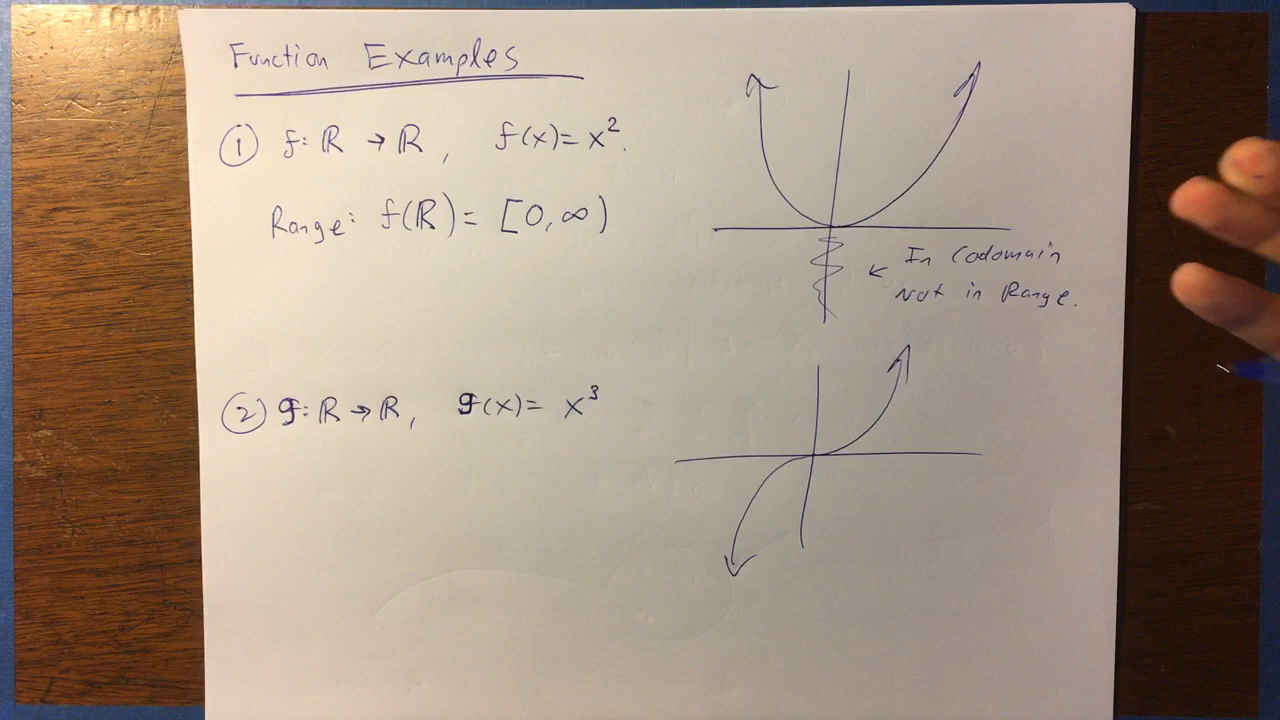 Function Examples
① f: ℝ → ℝ, f(x) = x².
Range: f(ℝ) = [0, ∞)
← In Codomain
Not in Range.
② g: ℝ → ℝ, g(x) = x³